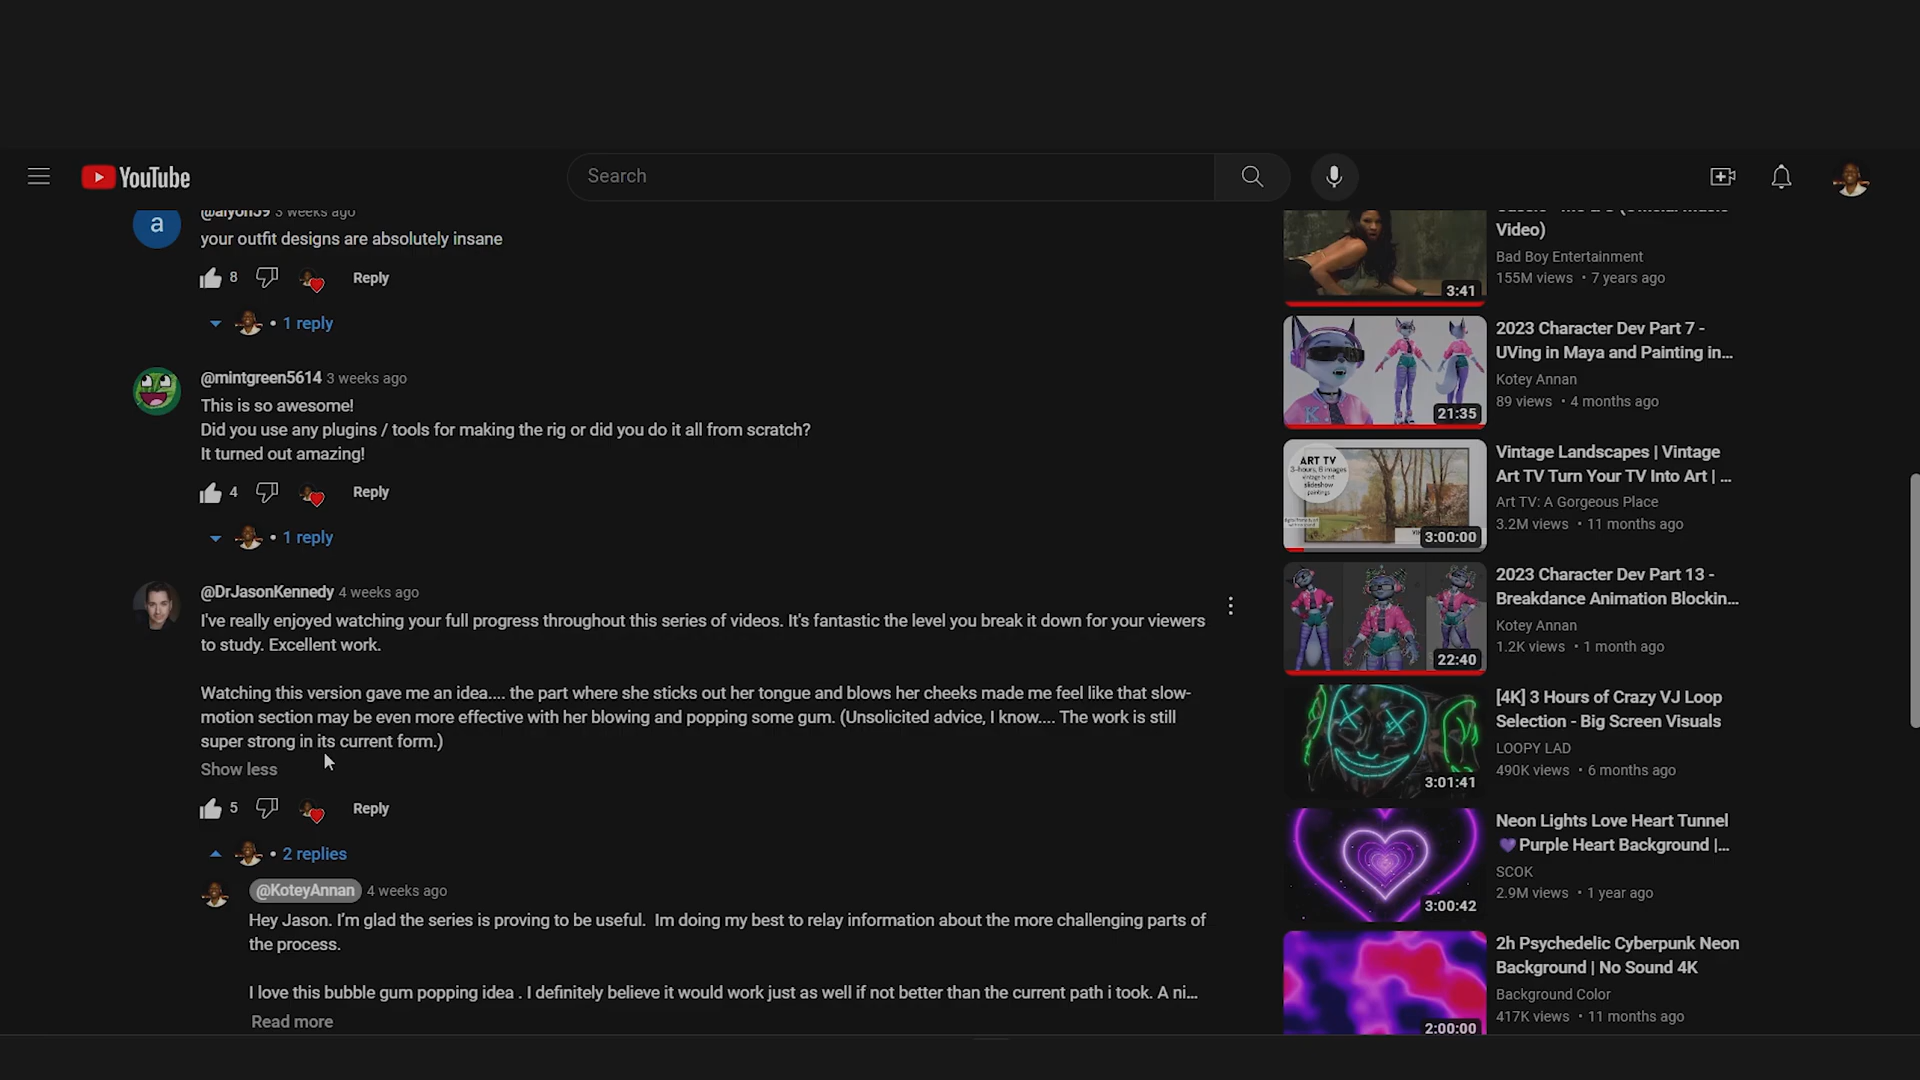 YouTube
Search
@alyon59 3 weeks ago
your outfit designs are absolutely insane
8
Reply
• 1 reply
@mintgreen5614 3 weeks ago
This is so awesome!
Did you use any plugins / tools for making the rig or did you do it all from scratch?
It turned out amazing!
4
Reply
• 1 reply
@DrJasonKennedy 4 weeks ago
I've really enjoyed watching your full progress throughout this series of videos. It's fantastic the level you break it down for your viewers
to study. Excellent work.
Watching this version gave me an idea.... the part where she sticks out her tongue and blows her cheeks made me feel like that slow-
motion section may be even more effective with her blowing and popping some gum. (Unsolicited advice, I know.... The work is still
super strong in its current form.)
Show less
5
Reply
• 2 replies
@KoteyAnnan 4 weeks ago
Hey Jason. I'm glad the series is proving to be useful.  Im doing my best to relay information about the more challenging parts of
the process.
I love this bubble gum popping idea . I definitely believe it would work just as well if not better than the current path i took. A ni...
Read more
Video)
Bad Boy Entertainment
155M views • 7 years ago
3:41
2023 Character Dev Part 7 -
UVing in Maya and Painting in...
Kotey Annan
89 views • 4 months ago
21:35
Vintage Landscapes | Vintage
Art TV Turn Your TV Into Art | ...
Art TV: A Gorgeous Place
3.2M views • 11 months ago
ART TV
3-hours, 8 images
vintage tv art
slideshow
paintings
3:00:00
2023 Character Dev Part 13 -
Breakdance Animation Blockin...
Kotey Annan
1.2K views • 1 month ago
22:40
[4K] 3 Hours of Crazy VJ Loop
Selection - Big Screen Visuals
LOOPY LAD
490K views • 6 months ago
3:01:41
Neon Lights Love Heart Tunnel
💜Purple Heart Background |...
SCOK
2.9M views • 1 year ago
3:00:42
2h Psychedelic Cyberpunk Neon
Background | No Sound 4K
Background Color
417K views • 11 months ago
2:00:00